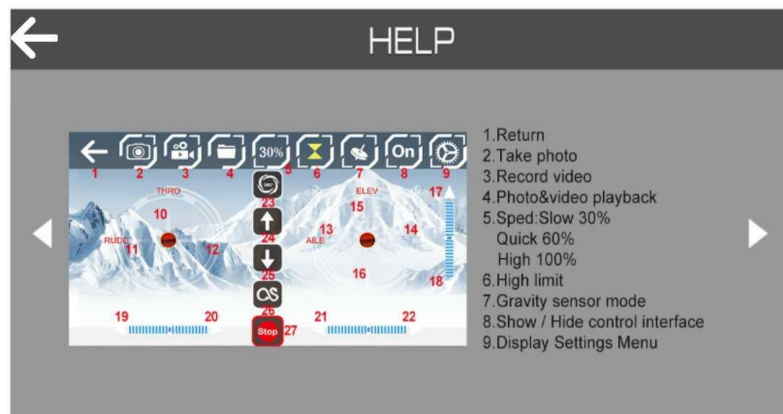 HELP
30%
On
1 2 3 4 5 6 7 8 9
THRO
ELEV
17
10
23
15
RUDD
11
12
24
13
AILE
14
16
25
18
26
19
20
21
22
Stop
27
1.Return
2.Take photo
3.Record video
4.Photo&video playback
5.Sped:Slow 30%
Quick 60%
High 100%
6.High limit
7.Gravity sensor mode
8.Show / Hide control interface
9.Display Settings Menu